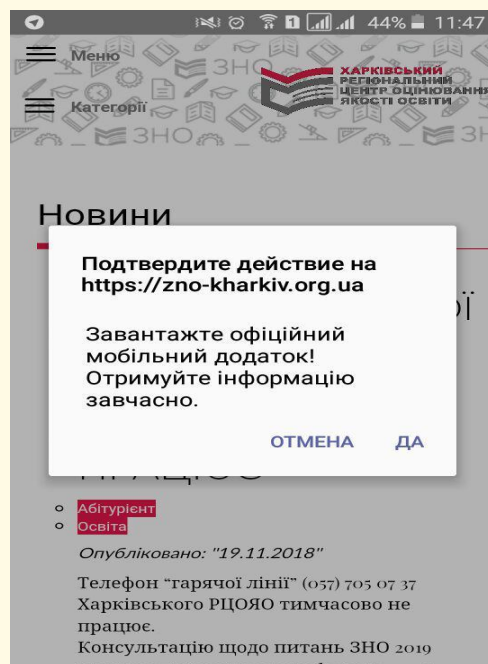 1 44% 11:47
Меню
ХАРКІВСЬКИЙ
РЕГІОНАЛЬНИЙ
ЦЕНТР ОЦІНЮВАННЯ
ЯКОСТІ ОСВІТИ
Категорії
ЗНО
Новини
Подтвердите действие на
https://zno-kharkiv.org.ua
Завантажте офіційний
мобільний додаток!
Отримуйте інформацію
завчасно.
ОТМЕНА ДА
Абітурієнт
Освіта
Опубліковано: "19.11.2018"
Телефон “гарячої лінії” (057) 705 07 37
Харківського РЦОЯО тимчасово не
працює.
Консультацію щодо питань ЗНО 2019